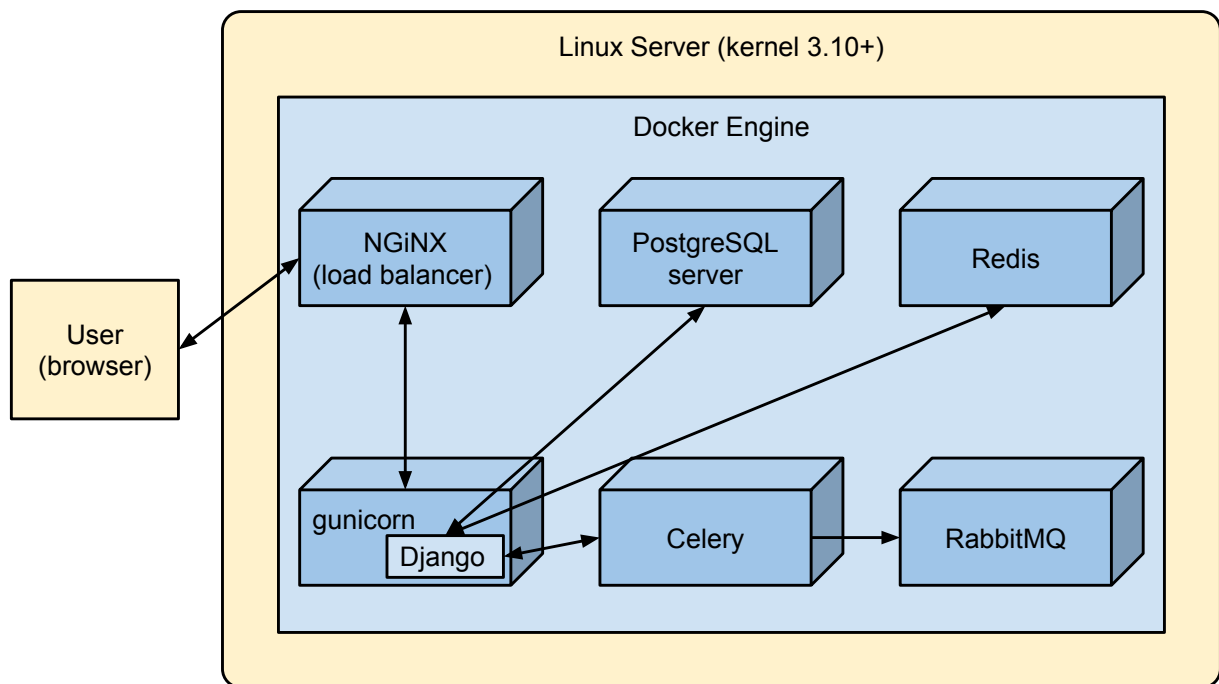 Linux Server (kernel 3.10+)
Docker Engine
NGiNX
(load balancer)
PostgreSQL
server
Redis
User
(browser)
gunicorn
Django
Celery
RabbitMQ